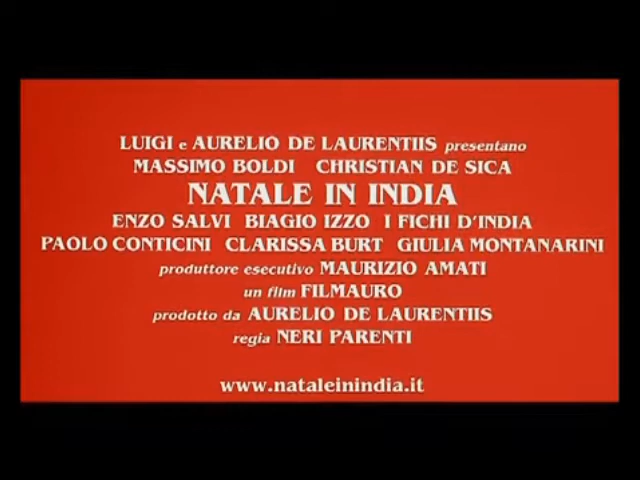 LUIGI e AURELIO DE LAURENTIIS presentano
MASSIMO BOLDI CHRISTIAN DE SICA
NATALE IN INDIA
ENZO SALVI BIAGIO IZZO I FICHI D'INDIA
PAOLO CONTICINI CLARISSA BURT GIULIA MONTANARINI
produttore esecutivo MAURIZIO AMATI
un film FILMAURO
prodotto da AURELIO DE LAURENTIIS
regia NERI PARENTI
www.nataleinindia.it